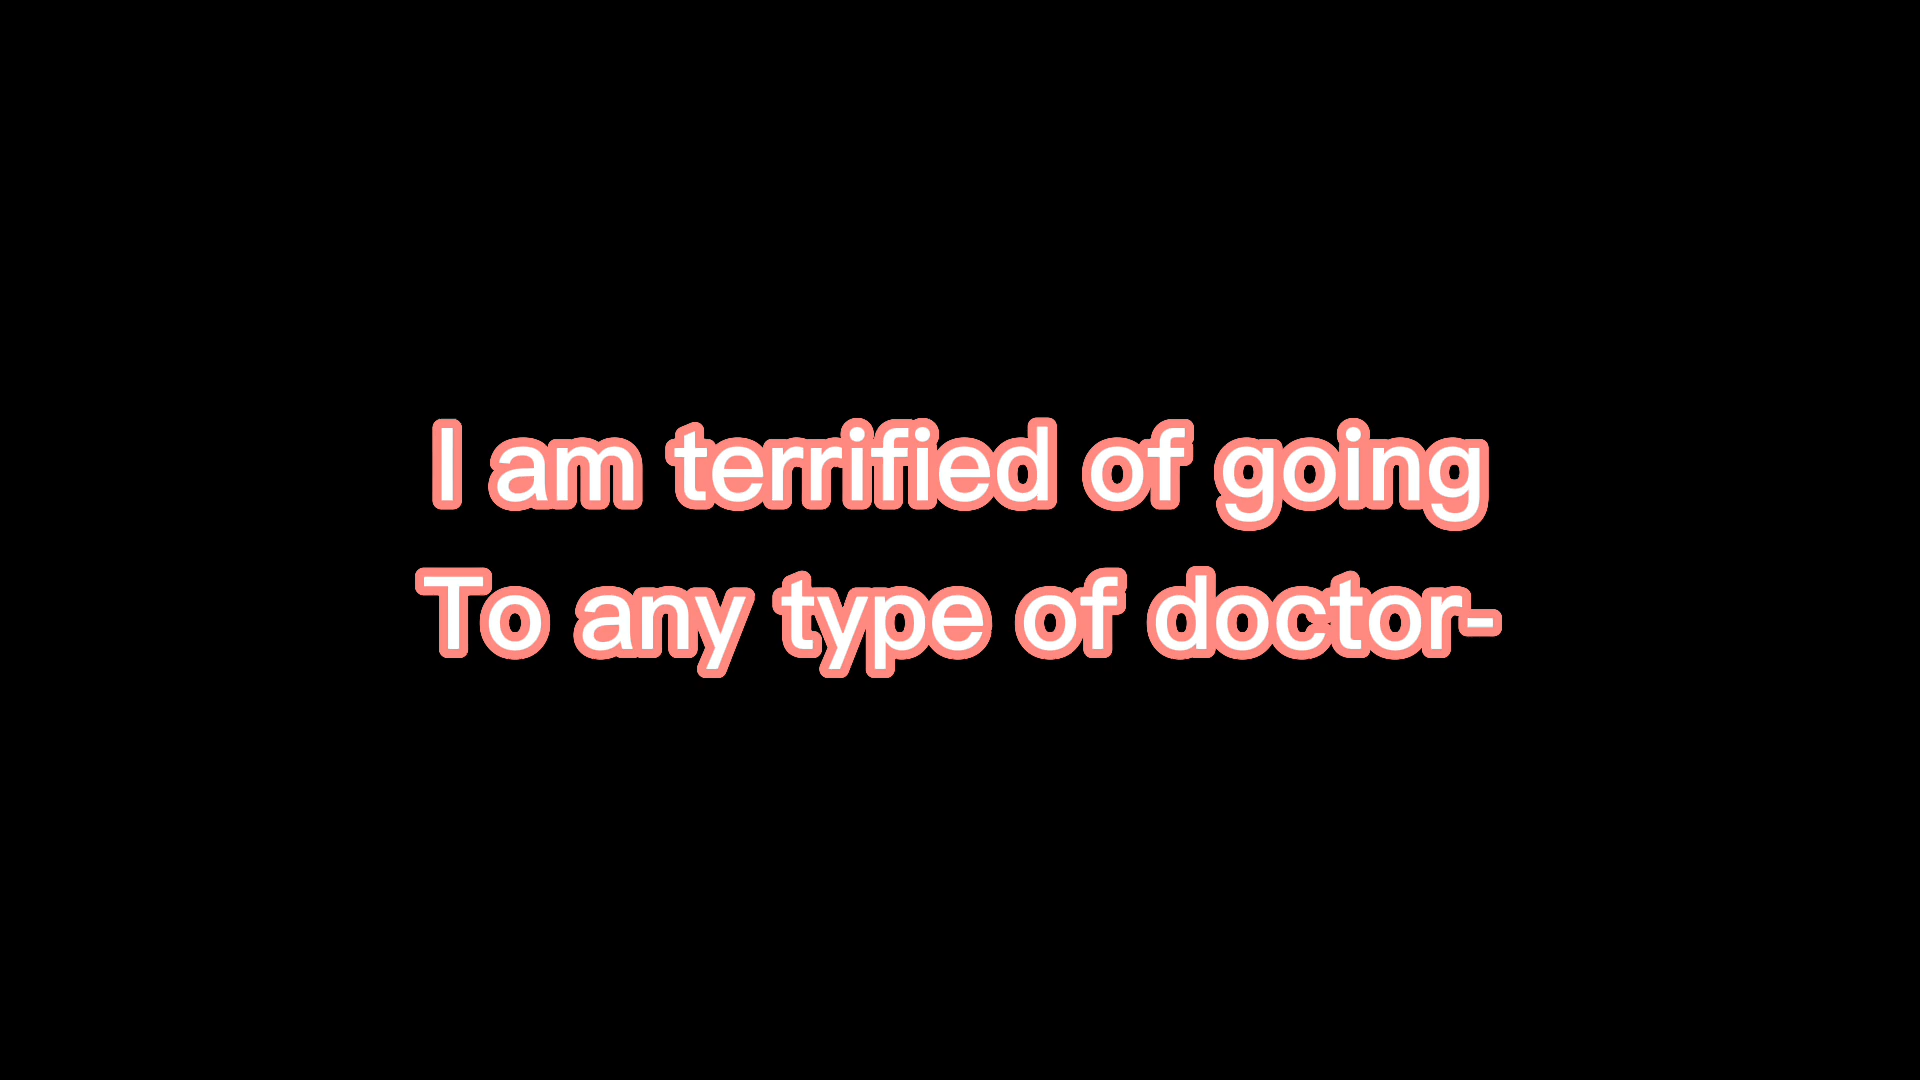 I am terrified of going
To any type of doctor-